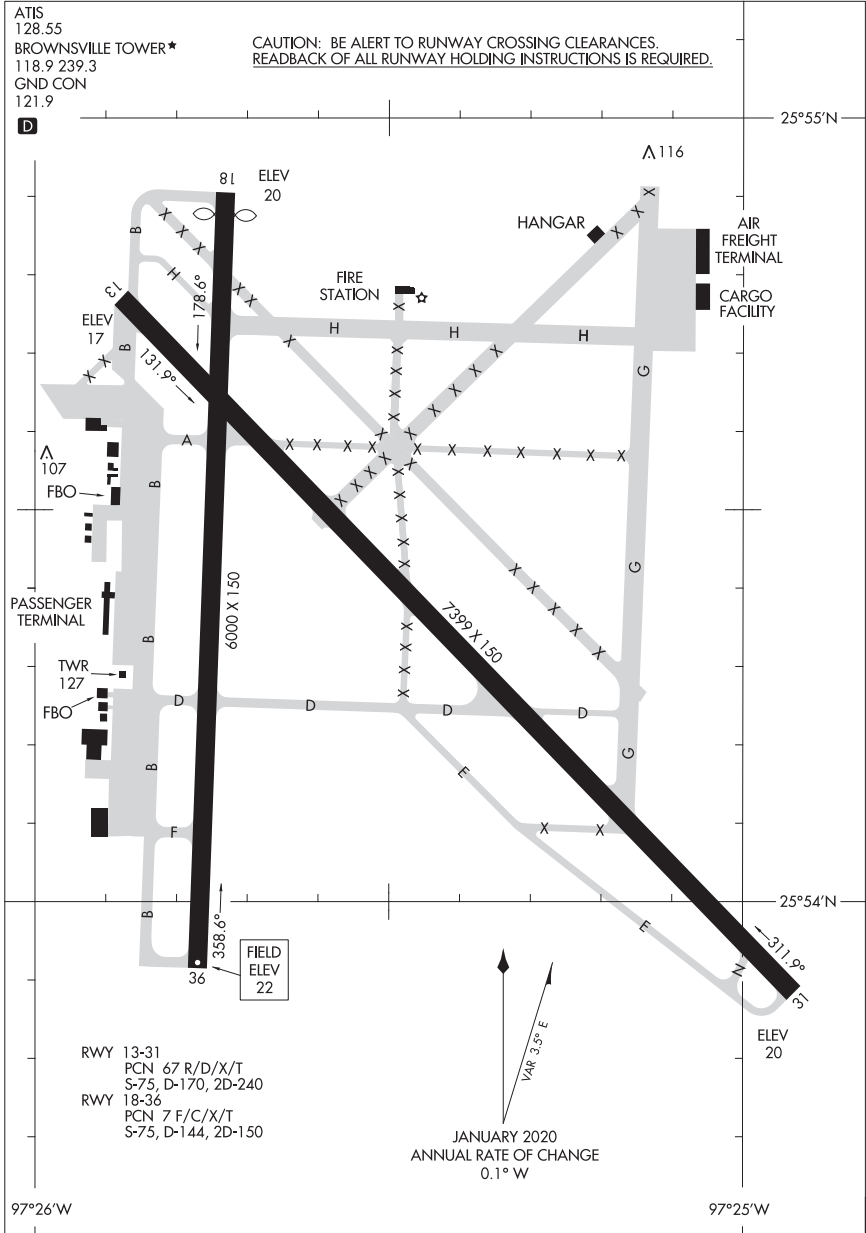 ATIS
128.55
BROWNSVILLE TOWER★
118.9 239.3
GND CON
121.9
D
CAUTION: BE ALERT TO RUNWAY CROSSING CLEARANCES.
READBACK OF ALL RUNWAY HOLDING INSTRUCTIONS IS REQUIRED.
25°55'N
116
18
ELEV
20
HANGAR
AIR
FREIGHT
TERMINAL
B
X
X
X
X
X
X
H
13
178.6°
X
X
FIRE
STATION
X
CARGO
FACILITY
ELEV
17
B
H
H
H
X
X
X
131.9°
X
X
X
X
X
X
X
X
X
X
G
A
X
X
X
X
X
X
X
X
X
X
X
X
X
X
107
FBO
B
X
X
X
X
X
X
X
X
X
6000 X 150
X
X
X
X
X
G
PASSENGER
TERMINAL
7399 X 150
B
X
X
X
X
X
TWR
127
FBO
D
D
D
D
B
E
G
F
X
X
B
358.6°
25°54'N
E
36
FIELD
ELEV
22
N
311.9°
31
ELEV
20
VAR 3.5° E
RWY 13-31
PCN 67 R/D/X/T
S-75, D-170, 2D-240
RWY 18-36
PCN 7 F/C/X/T
S-75, D-144, 2D-150
JANUARY 2020
ANNUAL RATE OF CHANGE
0.1° W
97°26'W
97°25'W